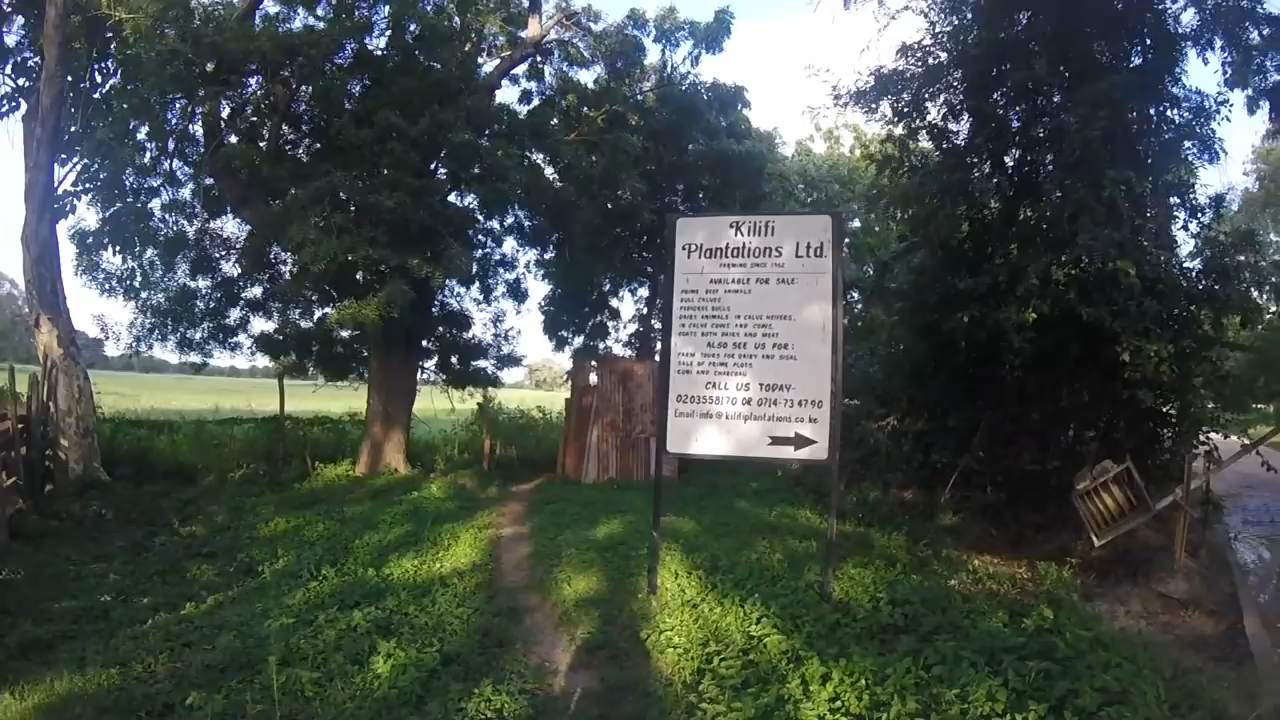 Kilifi
Plantations Ltd.
FARMING SINCE 1962
AVAILABLE FOR SALE:
PRIME BEEF ANIMALS
BULL CALVES
PEDIGREE BULLS
DAIRY ANIMALS IN CALVE HEIFERS,
IN CALVE COWS AND COWS,
GOATS BOTH DAIRY AND MEAT
ALSO SEE US FOR:
FARM TOURS FOR DAIRY AND SISAL
SALE OF PRIME PLOTS
CUNI AND CHARCOAL
CALL US TODAY-
0203558170 OR 0714-73 47 90
Email:info@kilifiplantations.co.ke